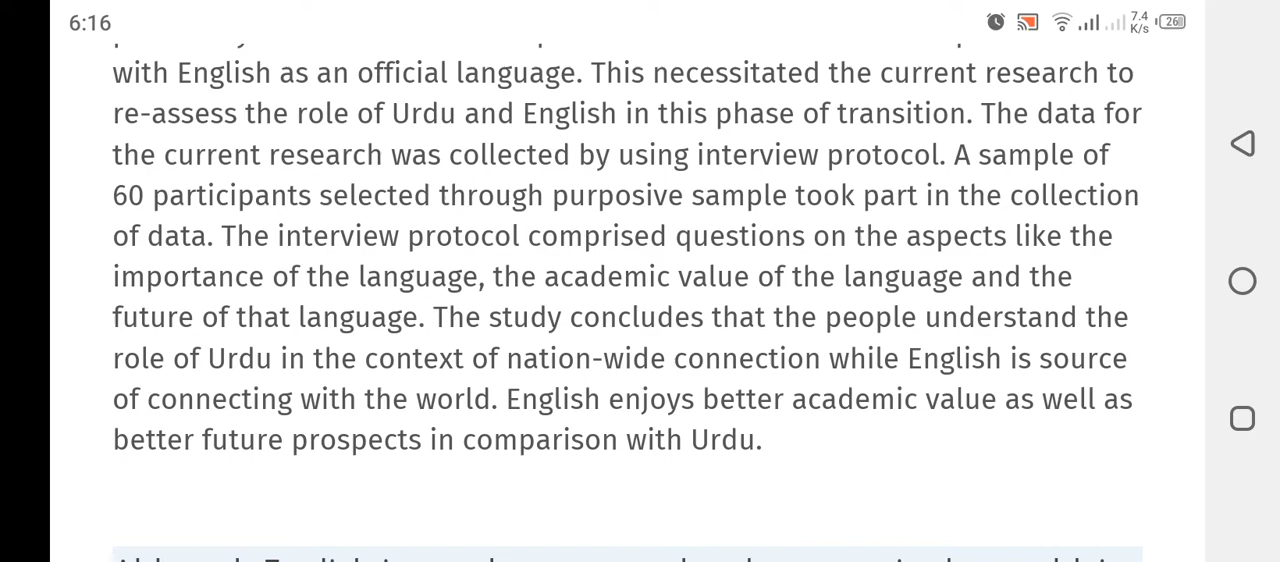 6:16
7.4
K/s
26
with English as an official language. This necessitated the current research to
re-assess the role of Urdu and English in this phase of transition. The data for
the current research was collected by using interview protocol. A sample of
60 participants selected through purposive sample took part in the collection
of data. The interview protocol comprised questions on the aspects like the
importance of the language, the academic value of the language and the
future of that language. The study concludes that the people understand the
role of Urdu in the context of nation-wide connection while English is source
of connecting with the world. English enjoys better academic value as well as
better future prospects in comparison with Urdu.